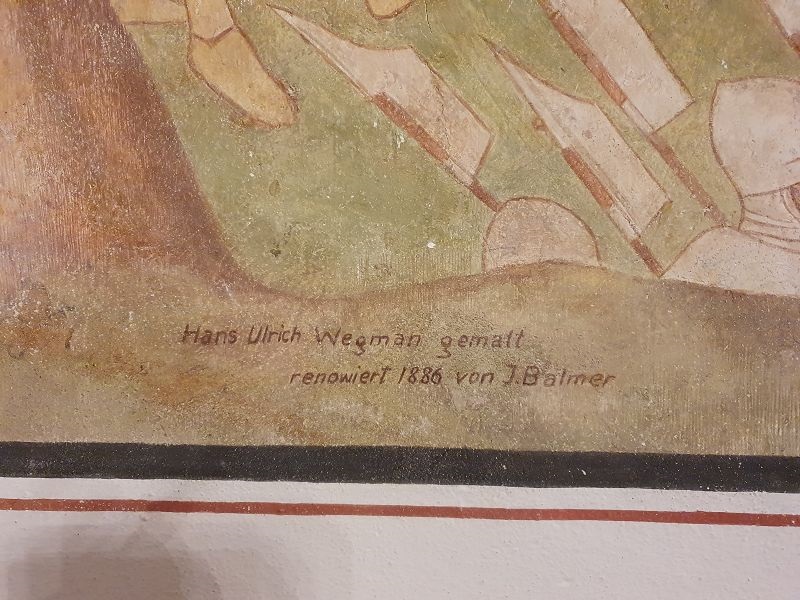 Hans Ulrich Wegman gemalt
renowiert 1886 von J. Balmer